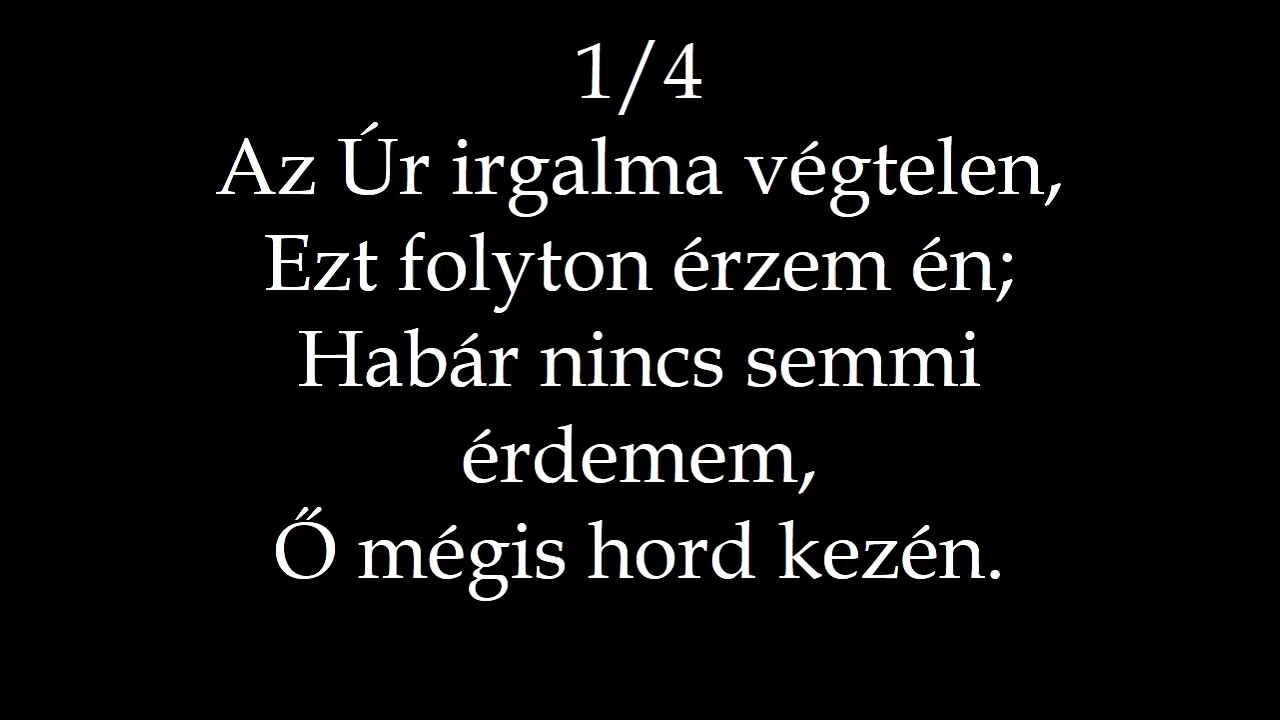 1/4
Az Úr irgalma végtelen,
Ezt folyton érzem én;
Habár nincs semmi
érdemem,
Ő mégis hord kezén.